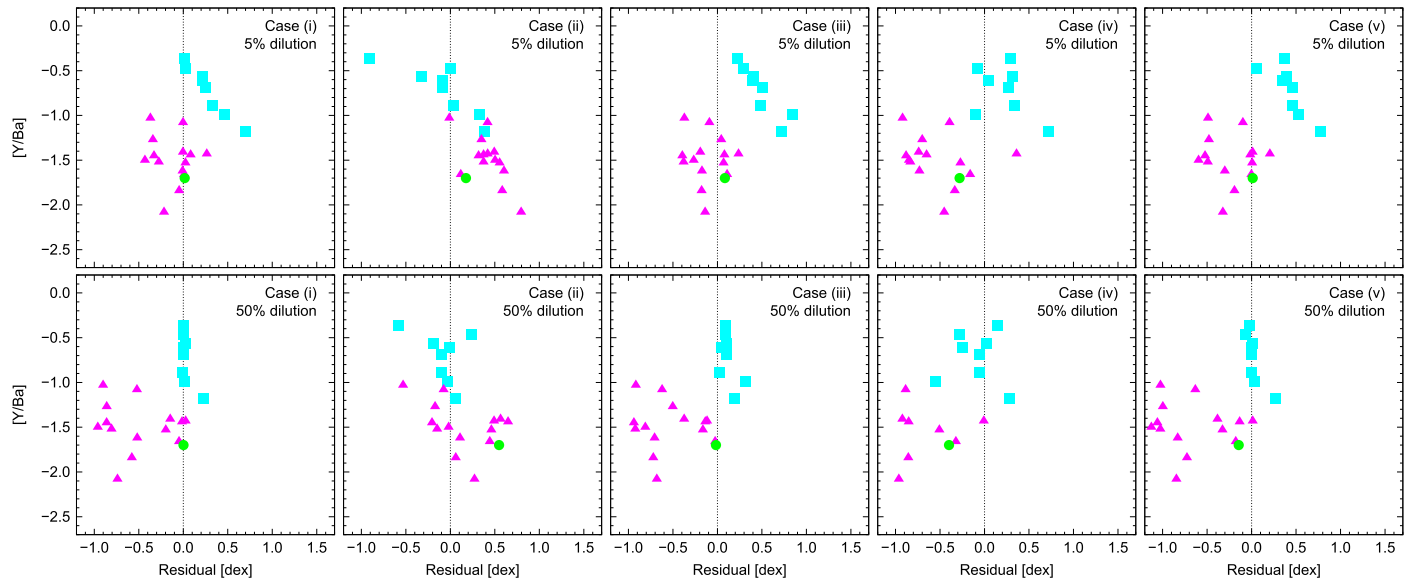 Case (i)
5% dilution
Case (ii)
5% dilution
Case (iii)
5% dilution
Case (iv)
5% dilution
Case (v)
5% dilution
0.0
−0.5
−1.0
−1.5
−2.0
−2.5
[Y/Ba]
Case (i)
50% dilution
Case (ii)
50% dilution
Case (iii)
50% dilution
Case (iv)
50% dilution
Case (v)
50% dilution
0.0
−0.5
−1.0
−1.5
−2.0
−2.5
[Y/Ba]
−1.0 −0.5 0.0 0.5 1.0 1.5
−1.0 −0.5 0.0 0.5 1.0 1.5
−1.0 −0.5 0.0 0.5 1.0 1.5
−1.0 −0.5 0.0 0.5 1.0 1.5
−1.0 −0.5 0.0 0.5 1.0 1.5
Residual [dex]
Residual [dex]
Residual [dex]
Residual [dex]
Residual [dex]